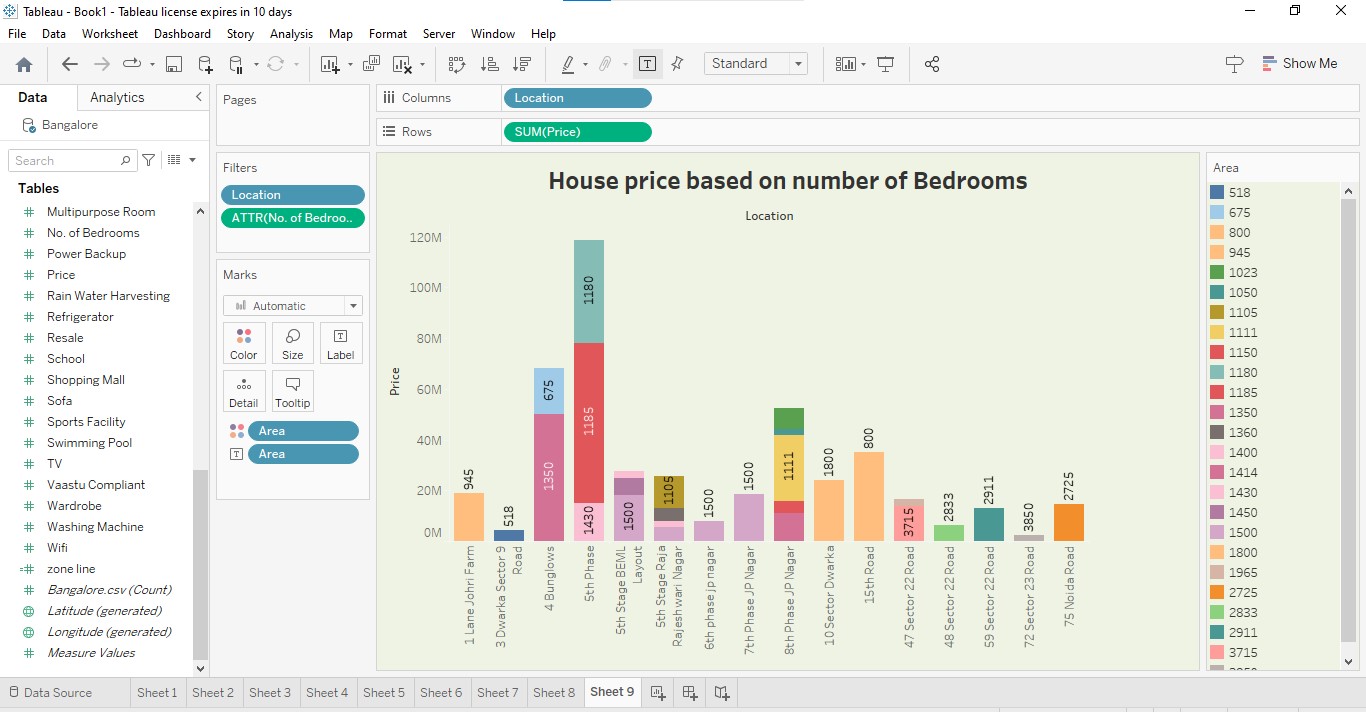 Tableau - Book1 - Tableau license expires in 10 days
File Data Worksheet Dashboard Story Analysis Map Format Server Window Help
Standard
Show Me
Data Analytics
Bangalore
Search
Tables
Multipurpose Room
No. of Bedrooms
Power Backup
Price
Rain Water Harvesting
Refrigerator
Resale
School
Shopping Mall
Sofa
Sports Facility
Swimming Pool
TV
Vaastu Compliant
Wardrobe
Washing Machine
Wifi
zone line
Bangalore.csv (Count)
Latitude (generated)
Longitude (generated)
Measure Values
Pages
Filters
Location
ATTR(No. of Bedroo..
Marks
Automatic
Color Size Label
Detail Tooltip
Area
Area
Columns Location
Rows SUM(Price)
House price based on number of Bedrooms
Location
Price
120M
100M
80M
60M
40M
20M
0M
945
518
675
1350
1180
1185
1430
1500
1105
1500
1500
1111
1800
800
3715
2833
2911
3850
2725
1 Lane Johri Farm
3 Dwarka Sector 9
Road
4 Bunglows
5th Phase
5th Stage BEML
Layout
5th Stage Raja
Rajeshwari Nagar
6th phase jp nagar
7th Phase JP Nagar
8th Phase JP Nagar
10 Sector Dwarka
15th Road
47 Sector 22 Road
48 Sector 22 Road
59 Sector 22 Road
72 Sector 23 Road
75 Noida Road
Area
518
675
800
945
1023
1050
1105
1111
1150
1180
1185
1350
1360
1400
1414
1430
1450
1500
1800
1965
2725
2833
2911
3715
3850
Data Source Sheet 1 Sheet 2 Sheet 3 Sheet 4 Sheet 5 Sheet 6 Sheet 7 Sheet 8 Sheet 9